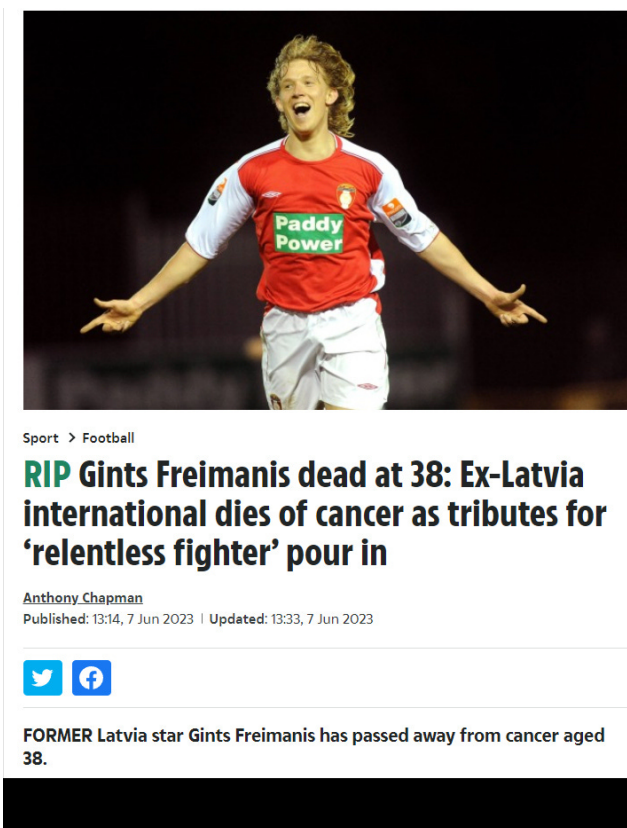 Paddy
Power
Sport > Football
RIP Gints Freimanis dead at 38: Ex-Latvia
international dies of cancer as tributes for
‘relentless fighter’ pour in
Anthony Chapman
Published: 13:14, 7 Jun 2023 | Updated: 13:33, 7 Jun 2023
FORMER Latvia star Gints Freimanis has passed away from cancer aged
38.